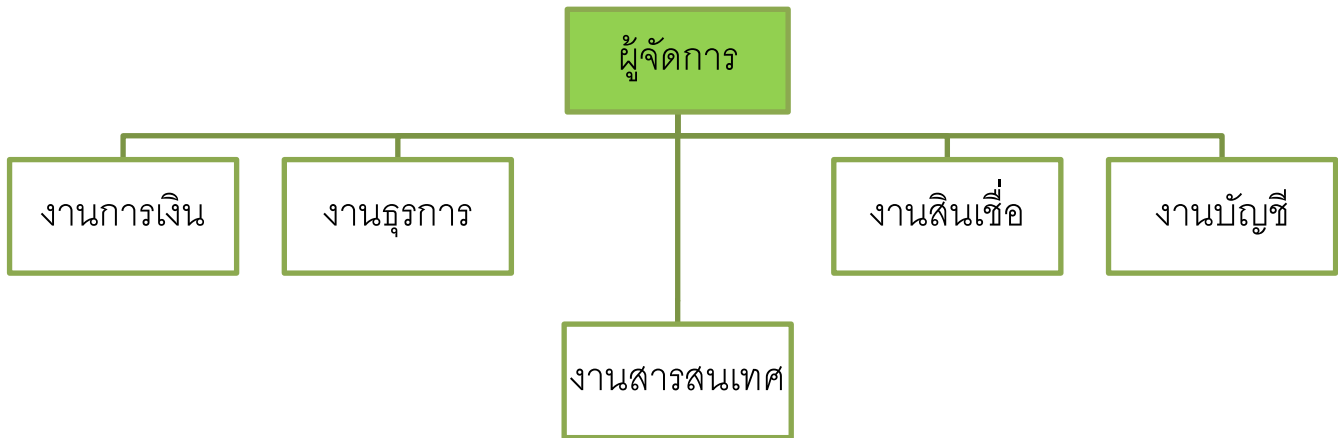 ผู้จัดการ
งานการเงิน
งานธุรการ
งานสินเชื่อ
งานบัญชี
งานสารสนเทศ